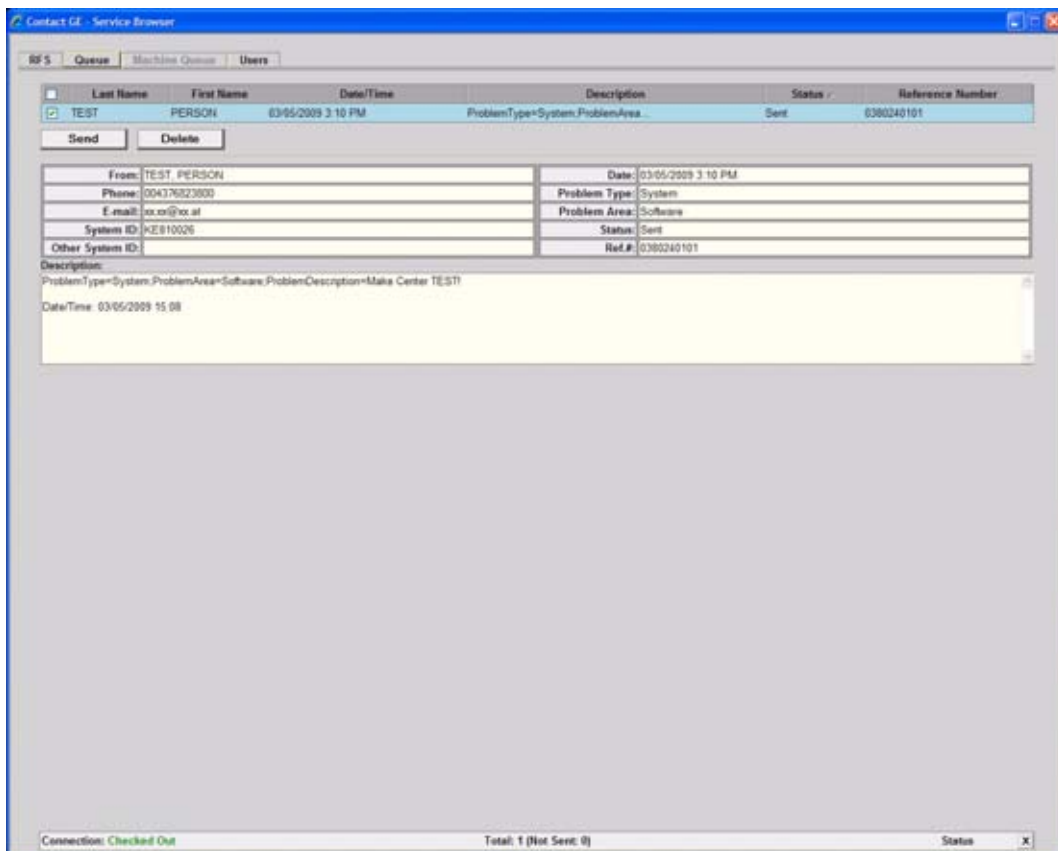 Contact GE - Service Browser
RFS Queue Machine Queue Users
Last Name First Name Date/Time Description Status Reference Number
TEST PERSON 03/05/2009 3:10 PM ProblemType=System;ProblemArea... Sent 0380240101
Send Delete
From: TEST, PERSON Date: 03/05/2009 3:10 PM
Phone: 004376823800 Problem Type: System
E-mail: xx.xx@xx.at Problem Area: Software
System ID: KE810026 Status: Sent
Other System ID: Ref.#: 0380240101
Description:
ProblemType=System;ProblemArea=Software;ProblemDescription=Maka Center TEST!
Date/Time: 03/05/2009 15:08
Connection: Checked Out Total: 1 (Not Sent: 0) Status X